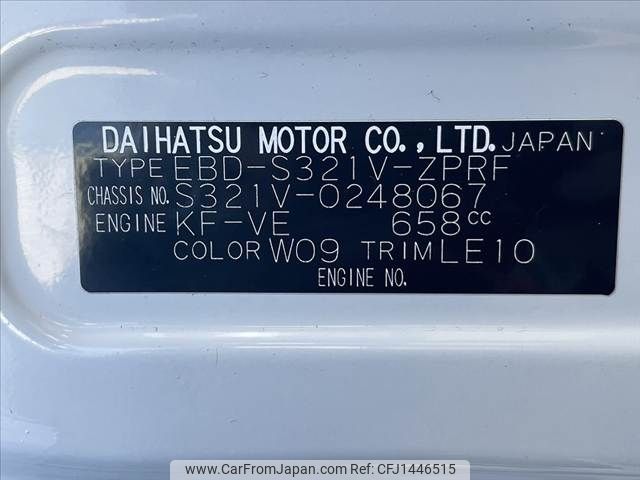 DAIHATSU MOTOR CO., LTD. JAPAN
TYPE EBD-S321V-ZPRF
CHASSIS NO. S321V-0248067
ENGINE KF-VE 658cc
COLOR W09 TRIM LE10
ENGINE NO.
www.CarFromJapan.com | CFJ1446515